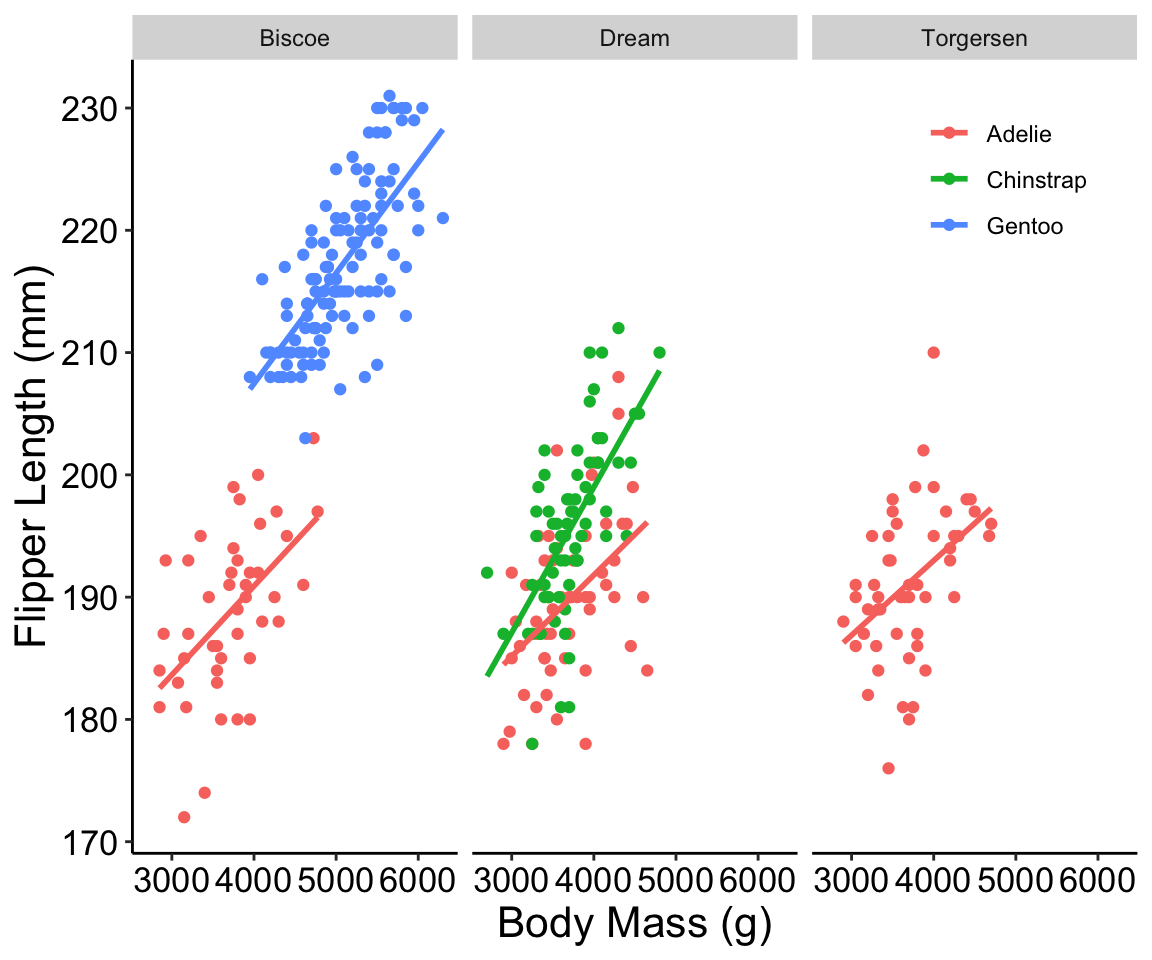 Biscoe Dream Torgersen
230
220
210
200
190
180
170
Adelie
Chinstrap
Gentoo
3000 4000 5000 6000 3000 4000 5000 6000 3000 4000 5000 6000
Body Mass (g)
Flipper Length (mm)